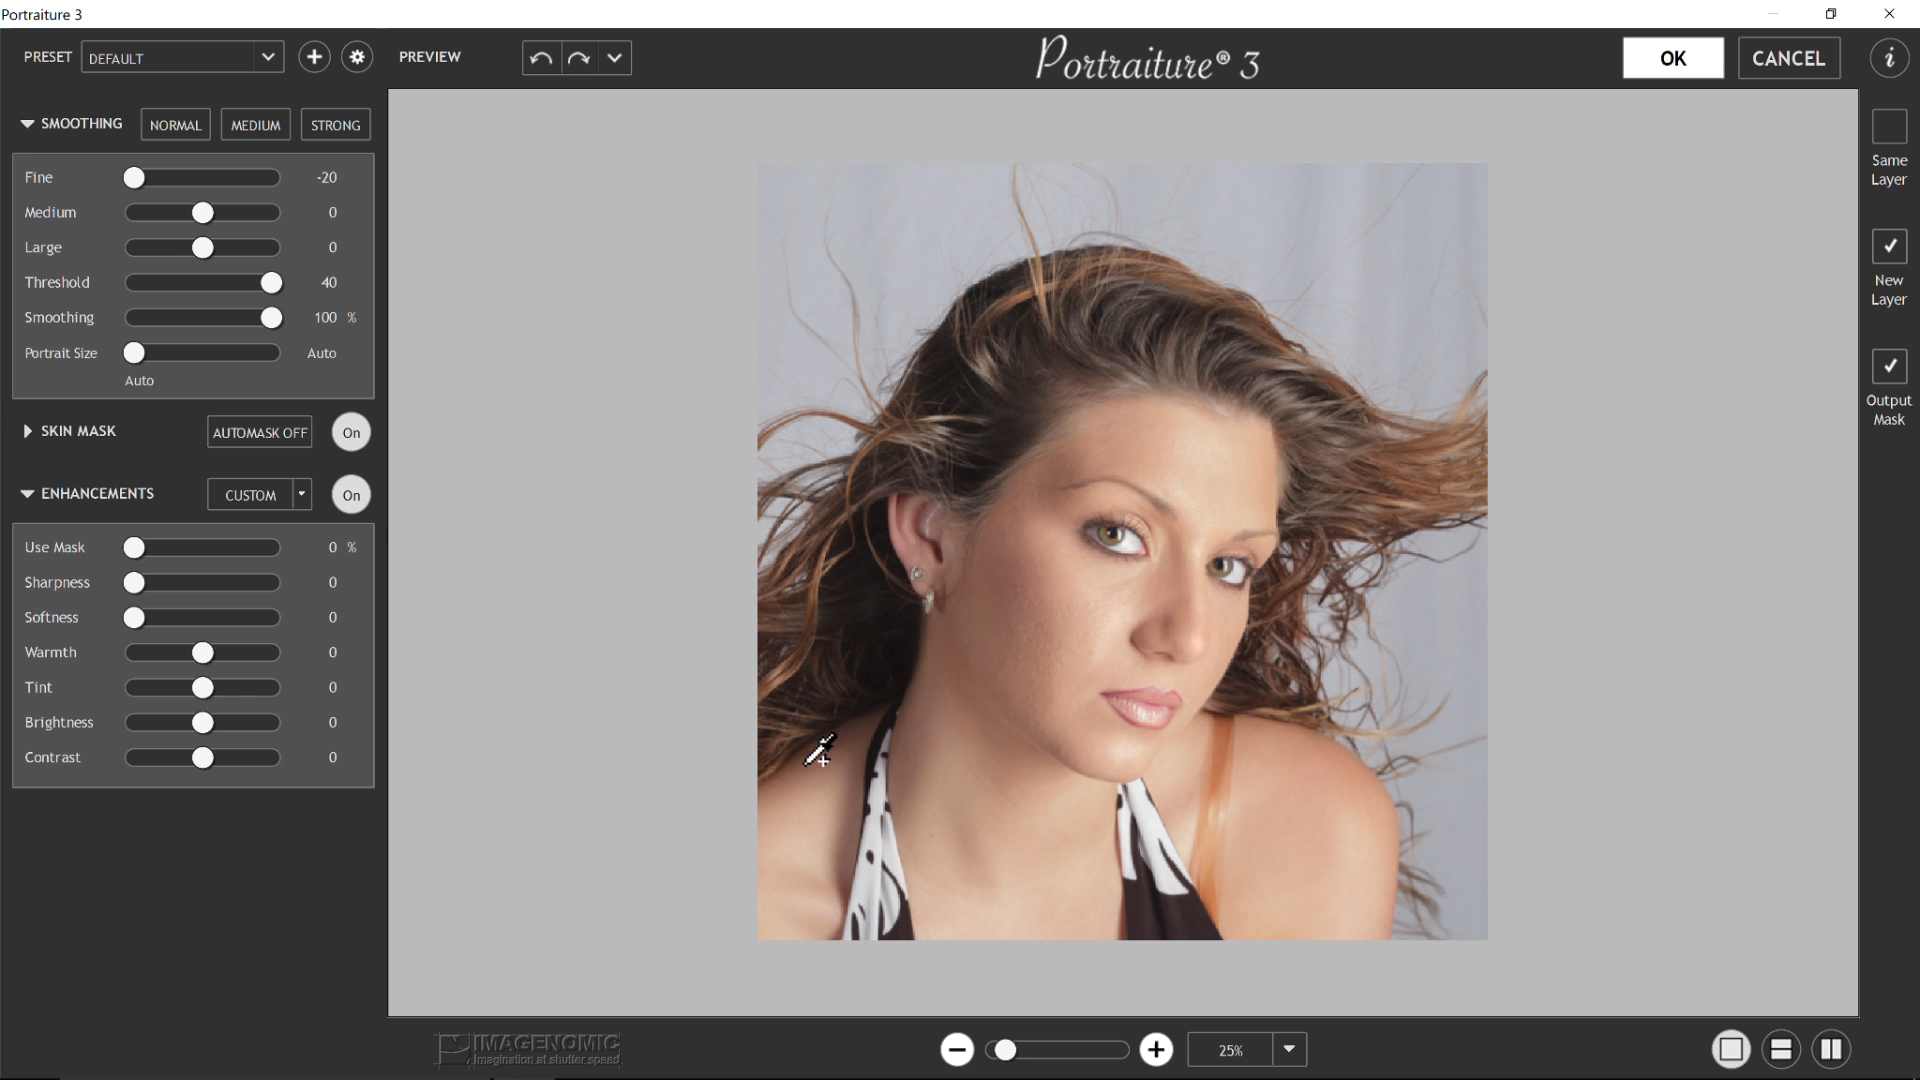 Portraiture 3
PRESET DEFAULT PREVIEW Portraiture® 3 OK CANCEL i
SMOOTHING NORMAL MEDIUM STRONG
Fine -20
Medium 0
Large 0
Threshold 40
Smoothing 100 %
Portrait Size Auto
Auto
SKIN MASK AUTOMASK OFF On
ENHANCEMENTS CUSTOM On
Use Mask 0 %
Sharpness 0
Softness 0
Warmth 0
Tint 0
Brightness 0
Contrast 0
Same
Layer
New
Layer
Output
Mask
IMAGENOMIC
Imagination at shutter speed
25%